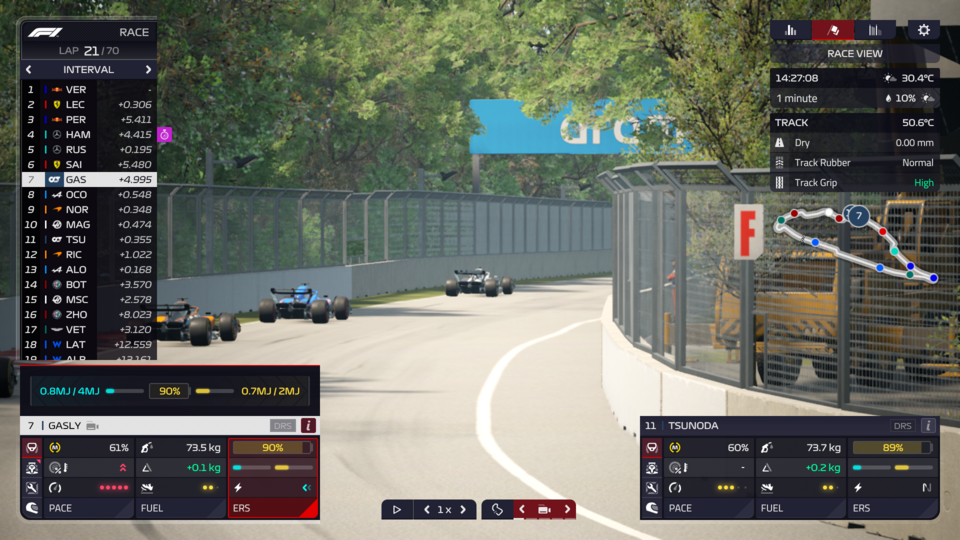 RACE
LAP 21/70
INTERVAL
1 VER -
2 LEC +0.306
3 PER +5.411
4 HAM +4.415
5 RUS +0.195
6 SAI +5.480
7 GAS +4.995
8 OCO +0.548
9 NOR +0.348
10 MAG +0.474
11 TSU +0.355
12 RIC +1.022
13 ALO +0.168
14 BOT +3.570
15 MSC +2.578
16 ZHO +8.023
17 VET +3.120
18 LAT +12.559
19 ALB +13.161
RACE VIEW
14:27:08 30.4°C
1 minute 10%
TRACK 50.6°C
Dry 0.00 mm
Track Rubber Normal
Track Grip High
7
F
aram
0.8MJ / 4MJ 90% 0.7MJ / 2MJ
7 GASLY DRS i
M 61% 73.5 kg 90%
+0.1 kg
PACE FUEL ERS
1x
11 TSUNODA DRS i
M 60% 73.7 kg 89%
- +0.2 kg
N
PACE FUEL ERS